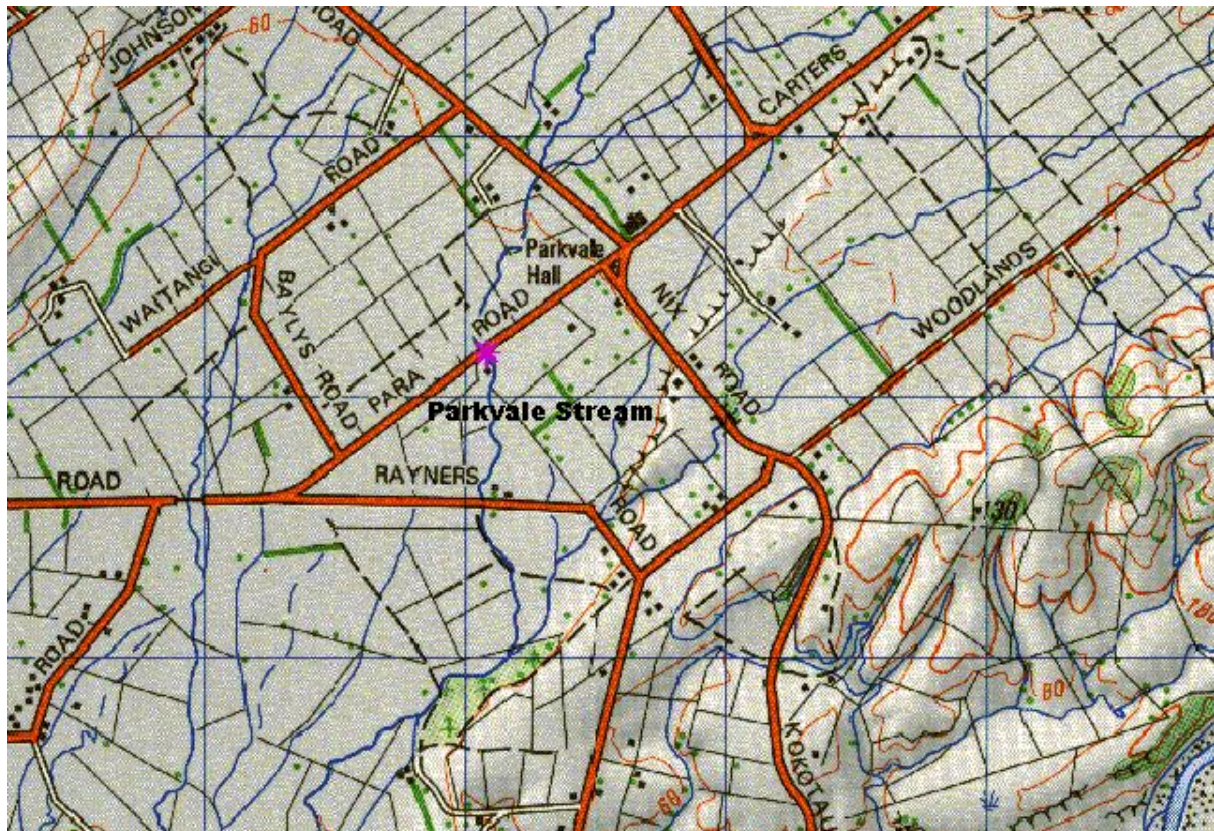 JOHNSON
60
ROAD
CARTERS
ROAD
WAITANGI
BAYLYS
ROAD
Parkvale
Hall
ROAD
PARA
NIX
ROAD
WOODLANDS
Parkvale Stream
ROAD
RAYNERS
ROAD
130
180
ROAD
80
KOKOTAU
60